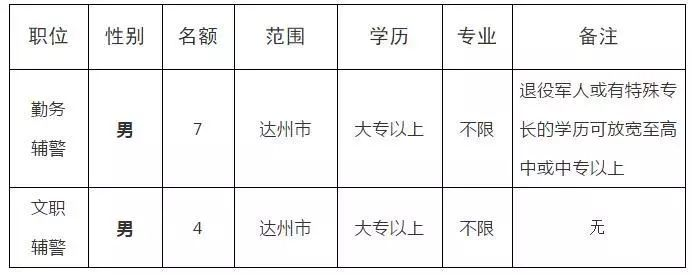 职位 性别 名额 范围 学历 专业 备注
勤务辅警 男 7 达州市 大专以上 不限 退役军人或有特殊专长的学历可放宽至高中或中专以上
文职辅警 男 4 达州市 大专以上 不限 无